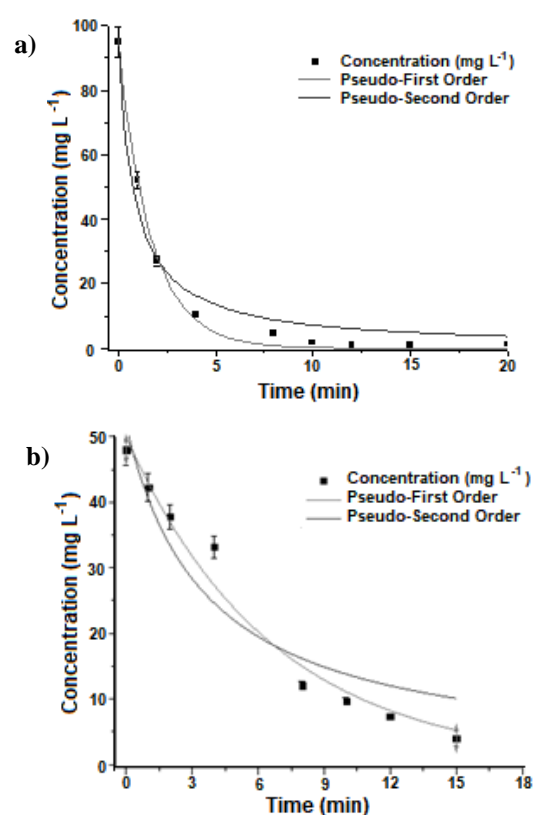 a)
100
80
60
40
20
0
Concentration (mg L⁻¹)
Concentration (mg L⁻¹)
Pseudo-First Order
Pseudo-Second Order
0 5 10 15 20
Time (min)
b)
50
40
30
20
10
0
Concentration (mg L⁻¹)
Concentration (mg L⁻¹)
Pseudo-First Order
Pseudo-Second Order
0 3 6 9 12 15 18
Time (min)